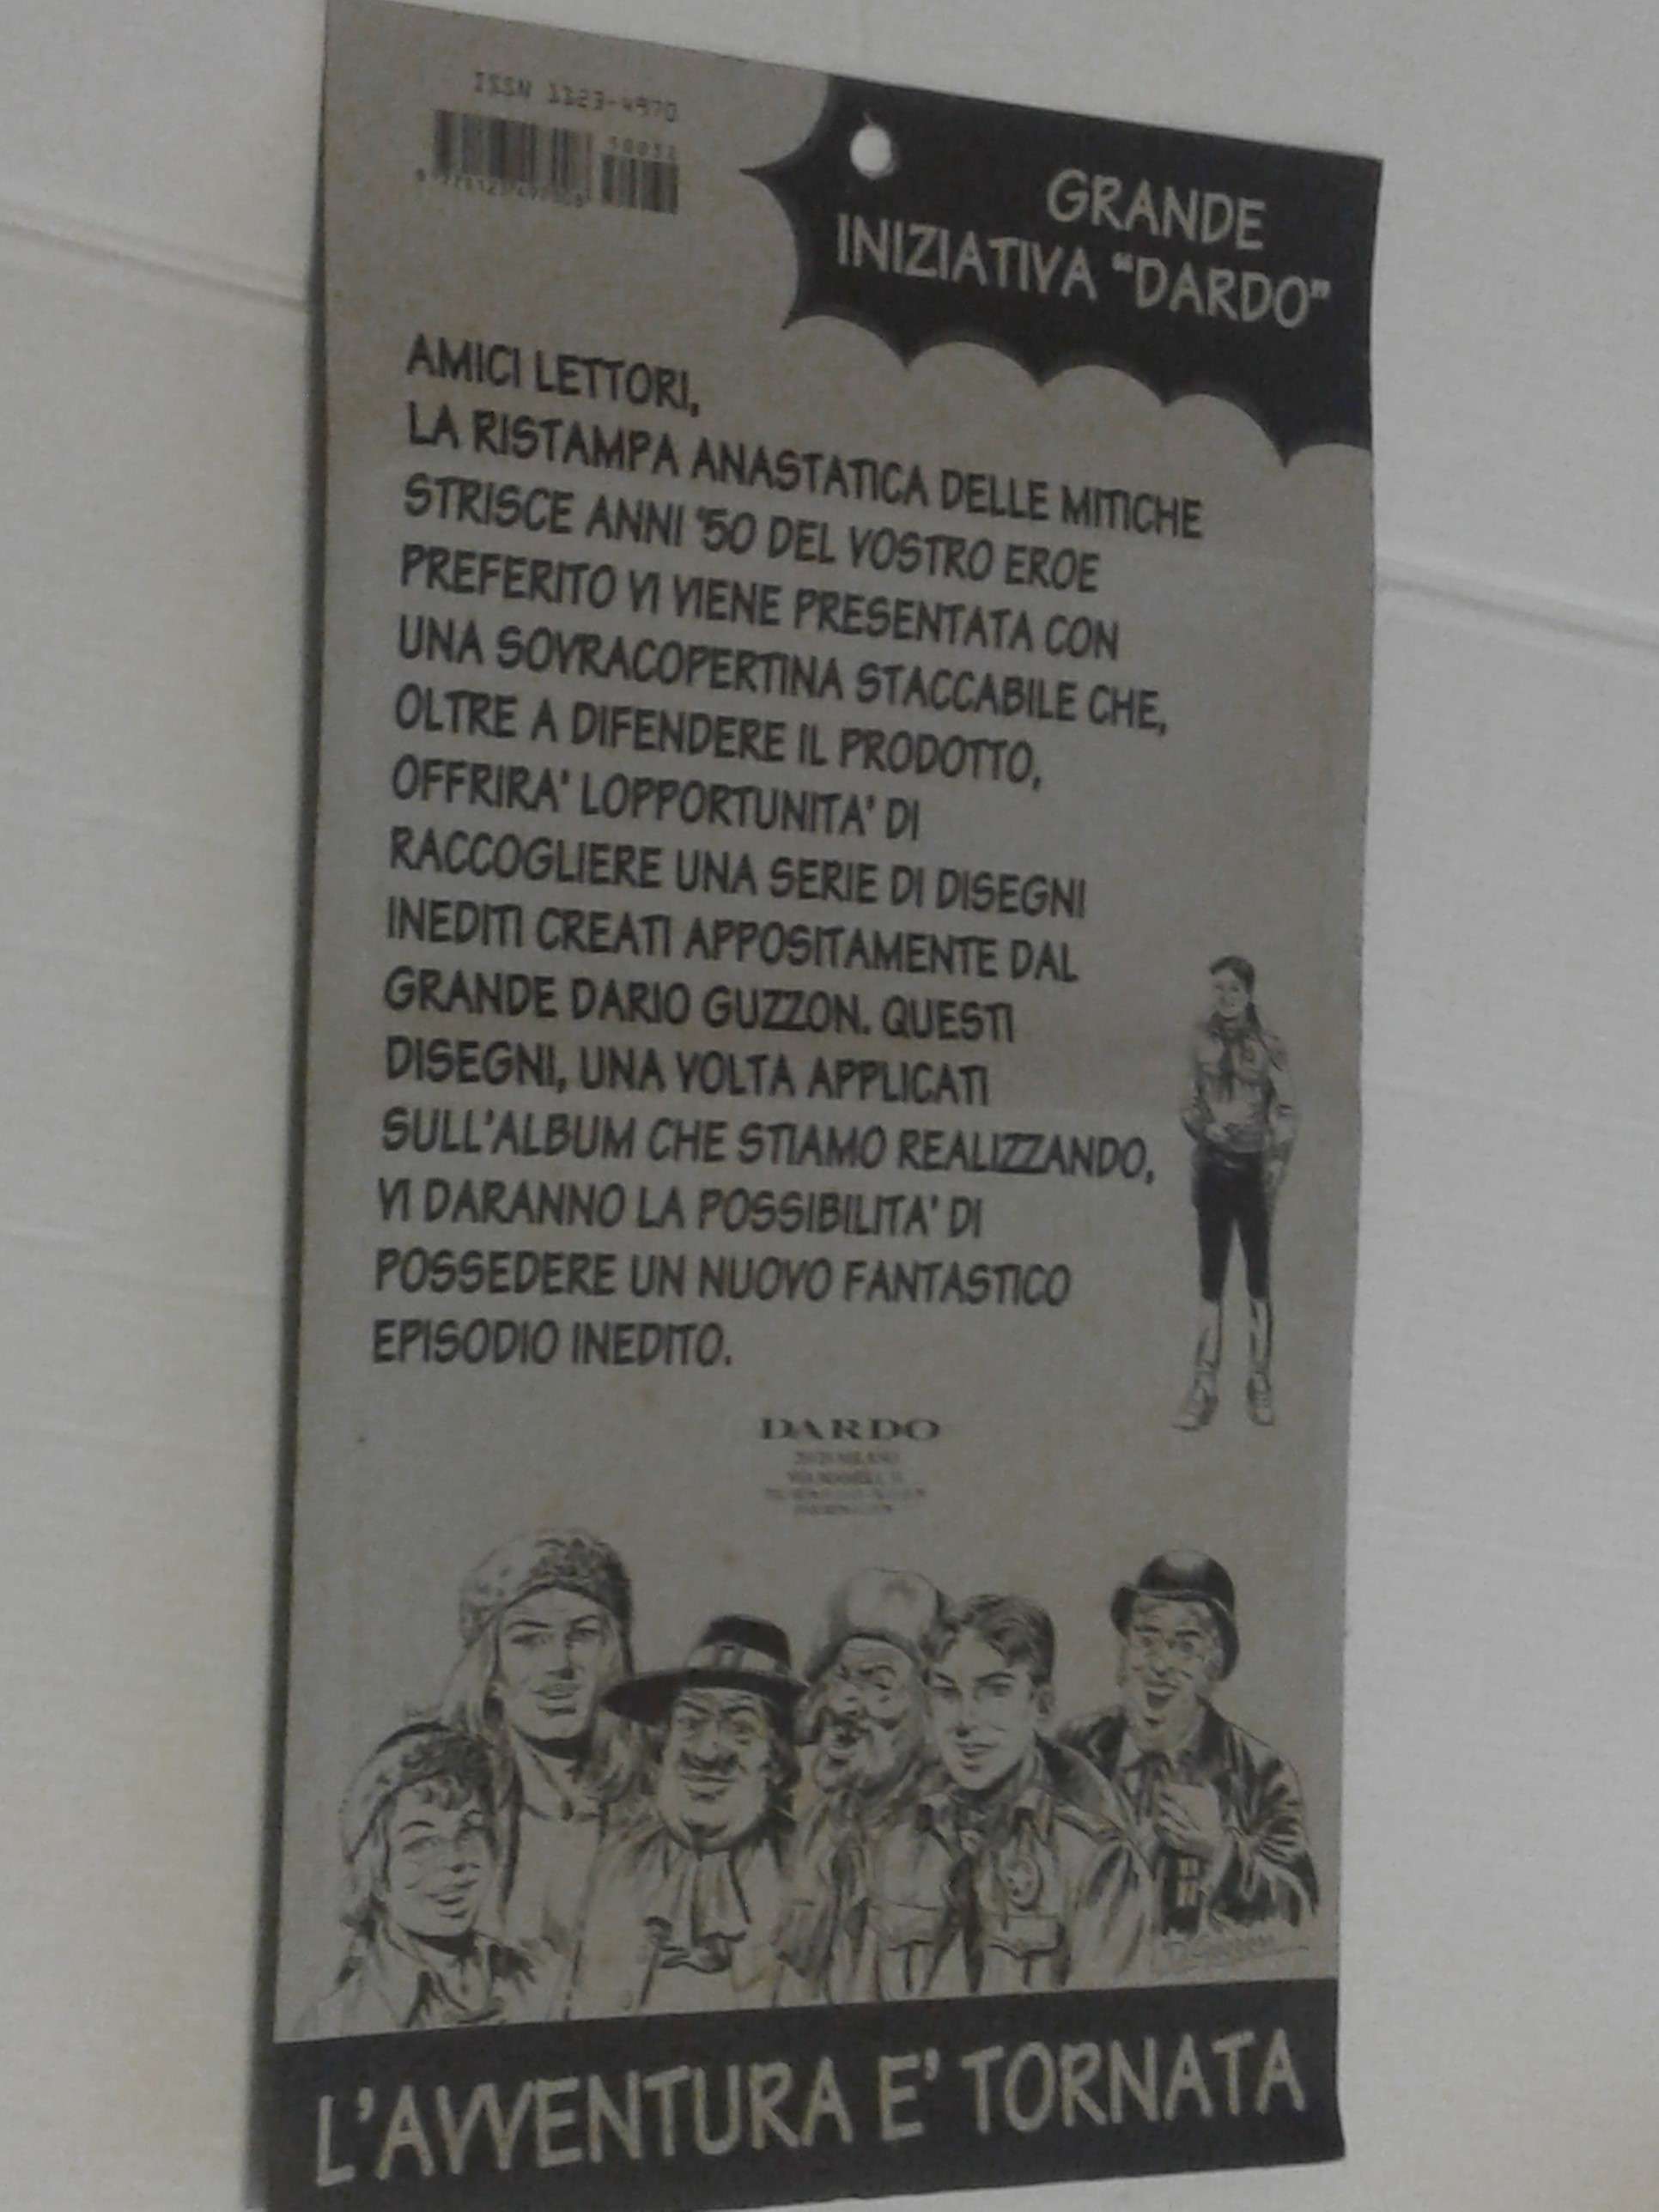 ISSN 1123-4970
GRANDE
INIZIATIVA "DARDO"
AMICI LETTORI,
LA RISTAMPA ANASTATICA DELLE MITICHE
STRISCE ANNI '50 DEL VOSTRO EROE
PREFERITO VI VIENE PRESENTATA CON
UNA SOVRACOPERTINA STACCABILE CHE,
OLTRE A DIFENDERE IL PRODOTTO,
OFFRIRA' LOPPORTUNITA' DI
RACCOGLIERE UNA SERIE DI DISEGNI
INEDITI CREATI APPOSITAMENTE DAL
GRANDE DARIO GUZZON. QUESTI
DISEGNI, UNA VOLTA APPLICATI
SULL'ALBUM CHE STIAMO REALIZZANDO,
VI DARANNO LA POSSIBILITA' DI
POSSEDERE UN NUOVO FANTASTICO
EPISODIO INEDITO.
DARDO
L'AVVENTURA E' TORNATA